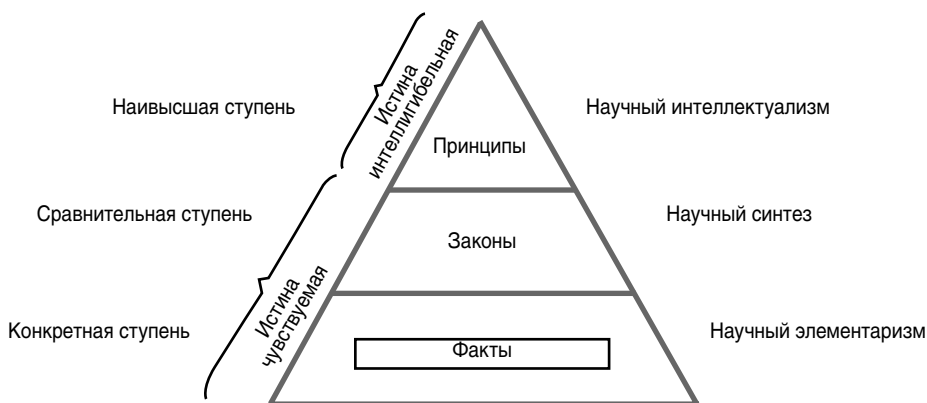 Наивысшая ступень
Истина
интеллигибельная
Научный интеллектуализм
Принципы
Сравнительная ступень
Научный синтез
Законы
Истина
чувствуемая
Конкретная ступень
Научный элементаризм
Факты